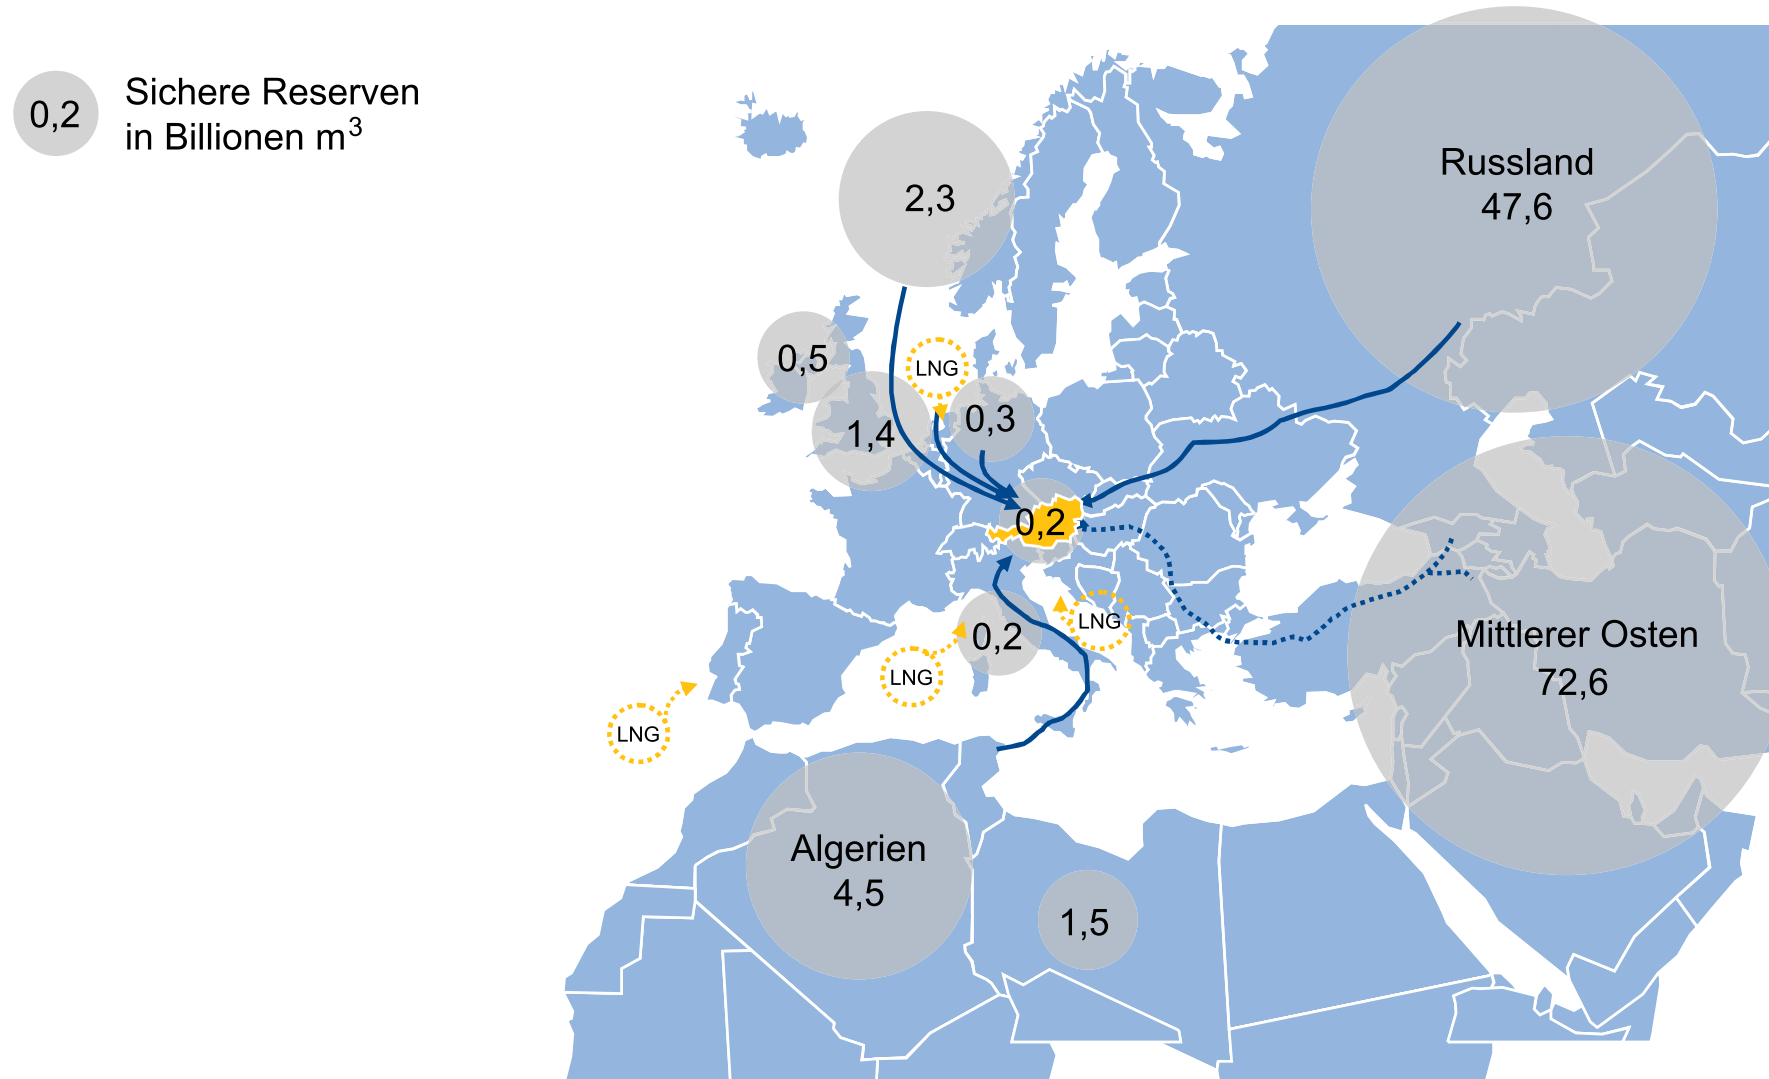 0,2
Sichere Reserven
in Billionen m³
Russland
47,6
2,3
0,5
LNG
1,4
0,3
0,2
LNG
0,2
Mittlerer Osten
72,6
LNG
LNG
Algerien
4,5
1,5